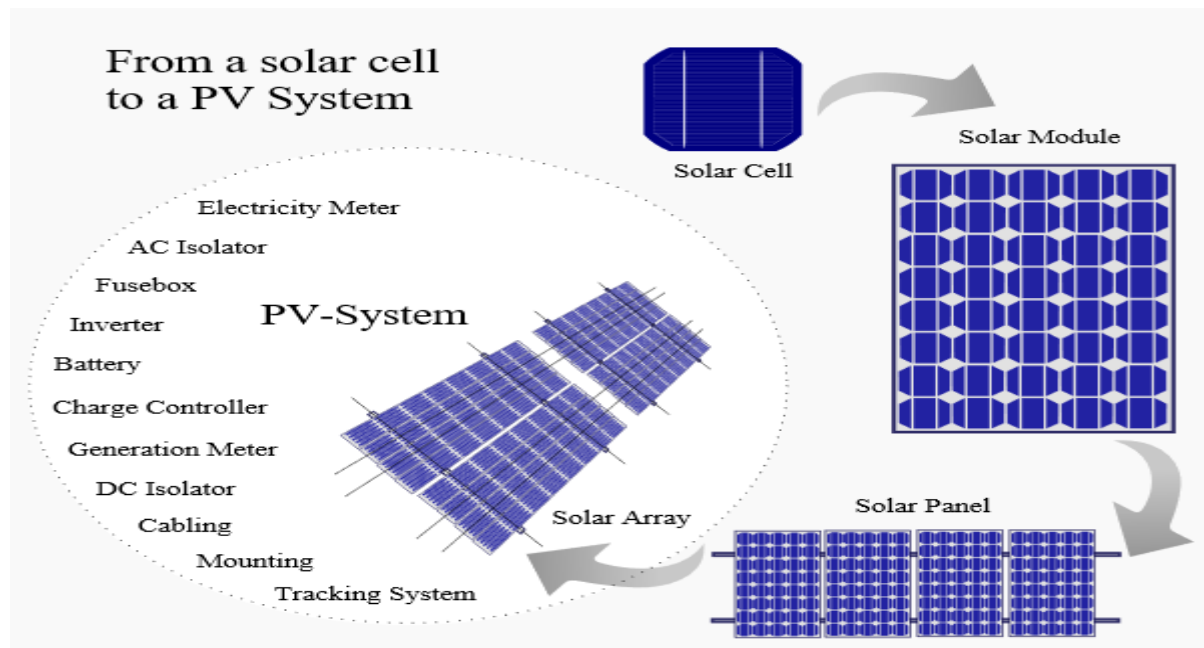 From a solar cell
to a PV System
Solar Cell
Solar Module
Solar Panel
Solar Array
PV-System
Electricity Meter
AC Isolator
Fusebox
Inverter
Battery
Charge Controller
Generation Meter
DC Isolator
Cabling
Mounting
Tracking System